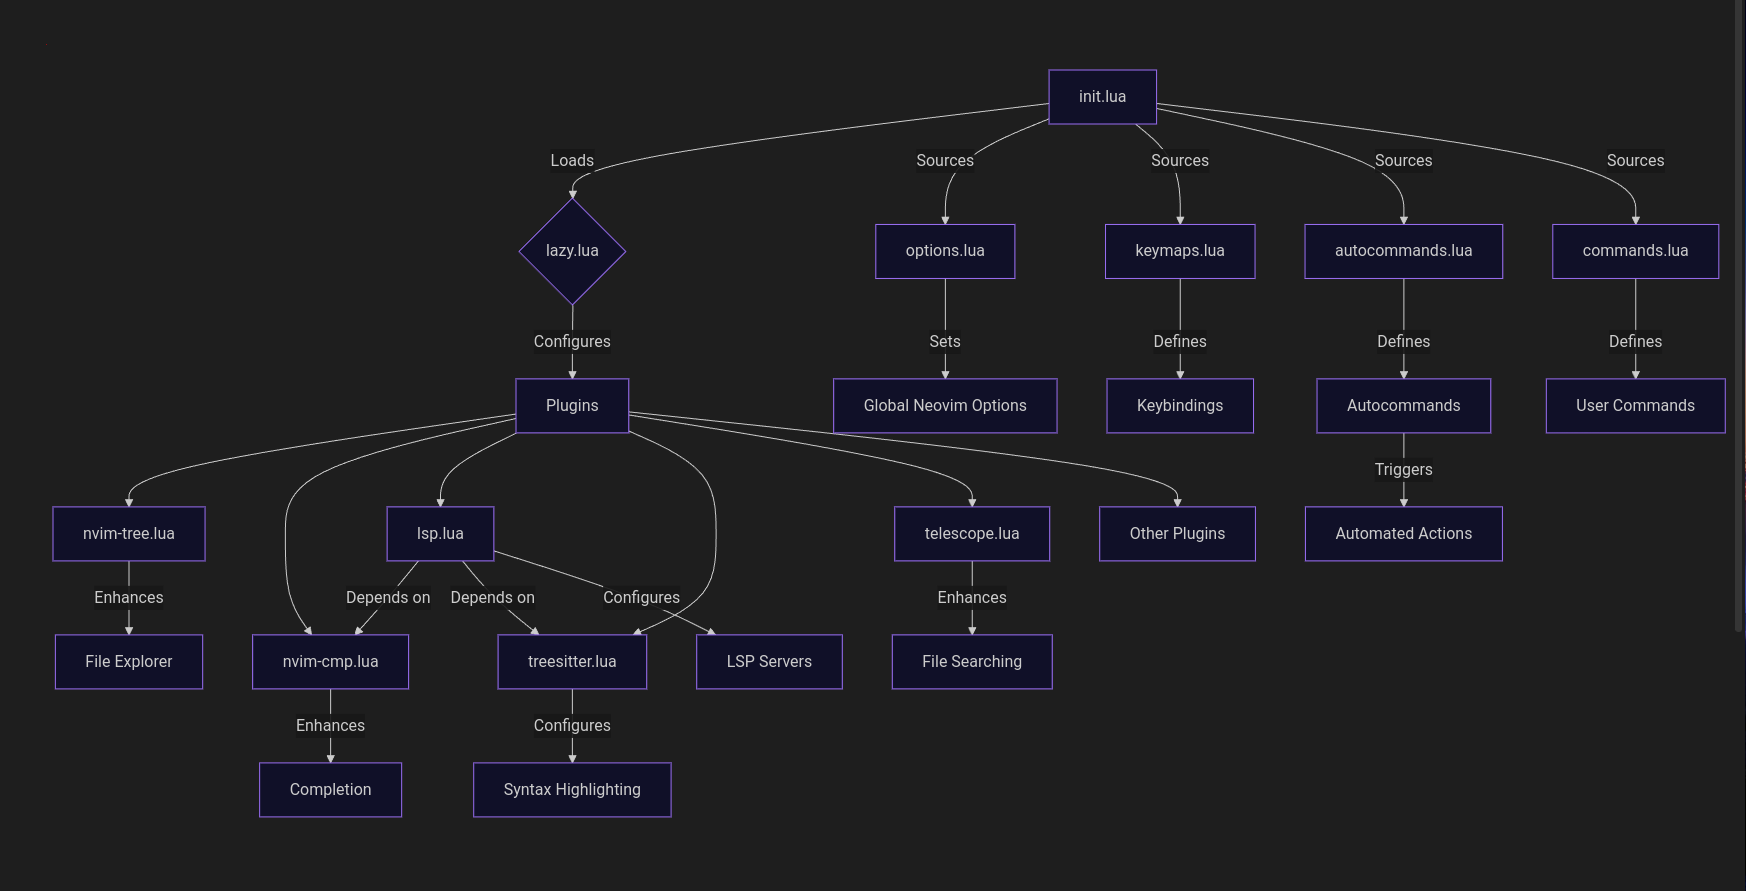 init.lua
Loads
Sources
Sources
Sources
Sources
lazy.lua
options.lua
keymaps.lua
autocommands.lua
commands.lua
Configures
Sets
Defines
Defines
Defines
Plugins
Global Neovim Options
Keybindings
Autocommands
User Commands
Triggers
nvim-tree.lua
lsp.lua
telescope.lua
Other Plugins
Automated Actions
Enhances
Depends on
Depends on
Configures
Enhances
File Explorer
nvim-cmp.lua
treesitter.lua
LSP Servers
File Searching
Enhances
Configures
Completion
Syntax Highlighting